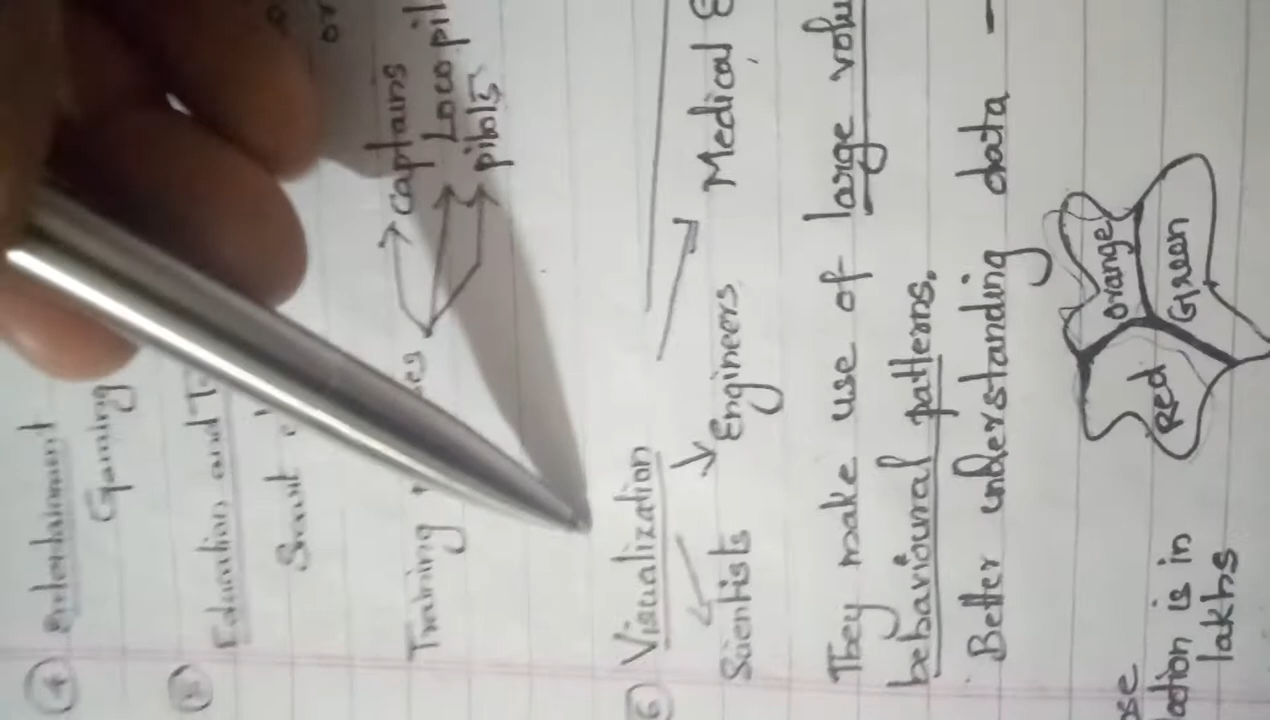 ④ Entertainment
Gaming
⑤ Education and
Training
captains
Loco pil
pilots
⑥ Visualization
Scientists Engineers Medical
They make use of large volu
behavioural patterns.
Better understanding data -
Orange
Red Green
lation is in
lakhs